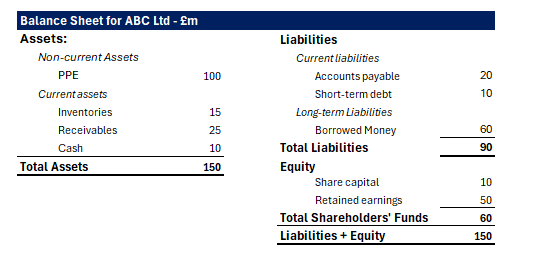 Balance Sheet for ABC Ltd - £m
Assets:
Non-current Assets
PPE 100
Current assets
Inventories 15
Receivables 25
Cash 10
Total Assets 150
Liabilities
Current liabilities
Accounts payable 20
Short-term debt 10
Long-term Liabilities
Borrowed Money 60
Total Liabilities 90
Equity
Share capital 10
Retained earnings 50
Total Shareholders' Funds 60
Liabilities + Equity 150